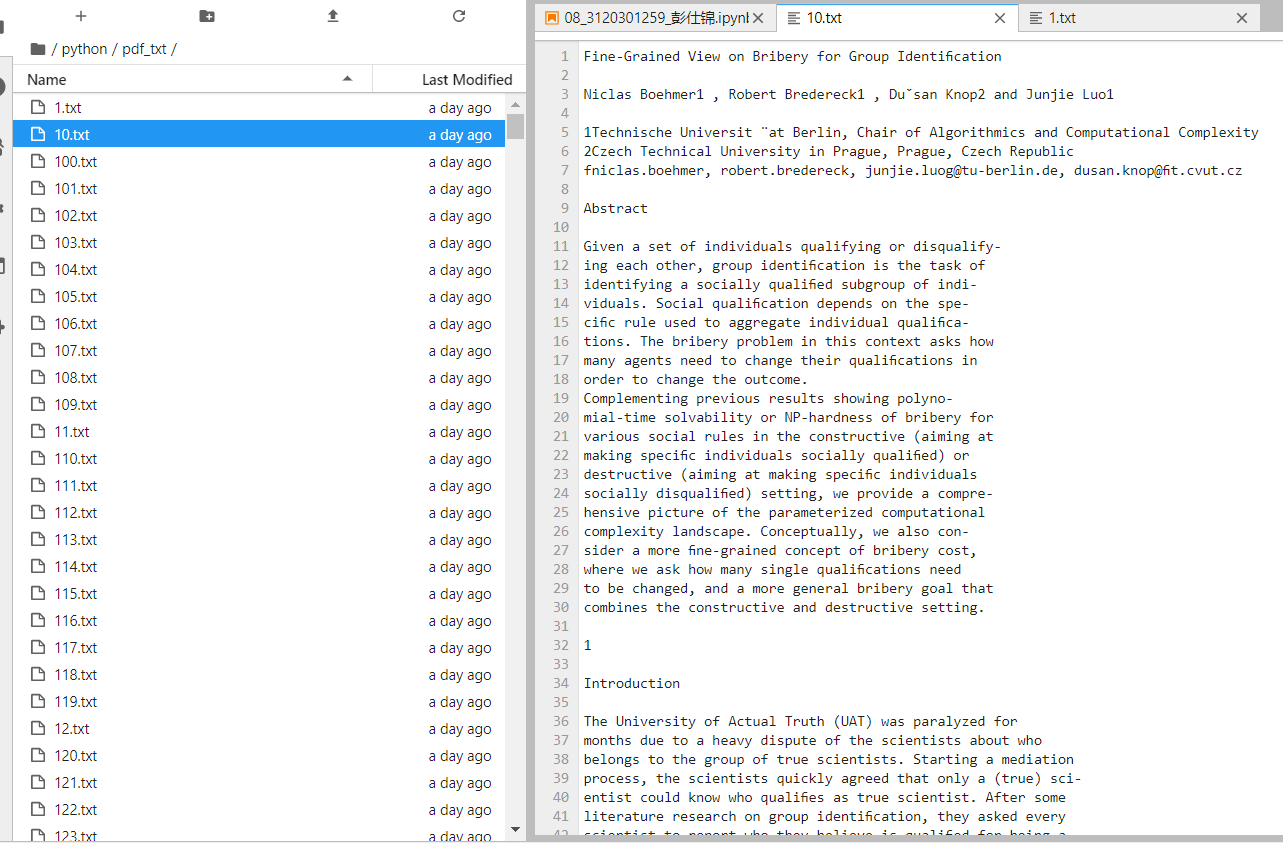 / python / pdf_txt /
Name Last Modified
1.txt a day ago
10.txt a day ago
100.txt a day ago
101.txt a day ago
102.txt a day ago
103.txt a day ago
104.txt a day ago
105.txt a day ago
106.txt a day ago
107.txt a day ago
108.txt a day ago
109.txt a day ago
11.txt a day ago
110.txt a day ago
111.txt a day ago
112.txt a day ago
113.txt a day ago
114.txt a day ago
115.txt a day ago
116.txt a day ago
117.txt a day ago
118.txt a day ago
119.txt a day ago
12.txt a day ago
120.txt a day ago
121.txt a day ago
122.txt a day ago
123.txt a day ago
08_3120301259_彭仕锦.ipynb 10.txt 1.txt
1 Fine-Grained View on Bribery for Group Identification
2
3 Niclas Boehmer1 , Robert Bredereck1 , Du˘san Knop2 and Junjie Luo1
4
5 1Technische Universit ¨at Berlin, Chair of Algorithmics and Computational Complexity
6 2Czech Technical University in Prague, Prague, Czech Republic
7 fniclas.boehmer, robert.bredereck, junjie.luog@tu-berlin.de, dusan.knop@fit.cvut.cz
8
9 Abstract
10
11 Given a set of individuals qualifying or disqualify-
12 ing each other, group identification is the task of
13 identifying a socially qualified subgroup of indi-
14 viduals. Social qualification depends on the spe-
15 cific rule used to aggregate individual qualifica-
16 tions. The bribery problem in this context asks how
17 many agents need to change their qualifications in
18 order to change the outcome.
19 Complementing previous results showing polyno-
20 mial-time solvability or NP-hardness of bribery for
21 various social rules in the constructive (aiming at
22 making specific individuals socially qualified) or
23 destructive (aiming at making specific individuals
24 socially disqualified) setting, we provide a compre-
25 hensive picture of the parameterized computational
26 complexity landscape. Conceptually, we also con-
27 sider a more fine-grained concept of bribery cost,
28 where we ask how many single qualifications need
29 to be changed, and a more general bribery goal that
30 combines the constructive and destructive setting.
31
32 1
33
34 Introduction
35
36 The University of Actual Truth (UAT) was paralyzed for
37 months due to a heavy dispute of the scientists about who
38 belongs to the group of true scientists. Starting a mediation
39 process, the scientists quickly agreed that only a (true) sci-
40 entist could know who qualifies as true scientist. After some
41 literature research on group identification, they asked every
42 scientist to report who they believe is qualified for being a